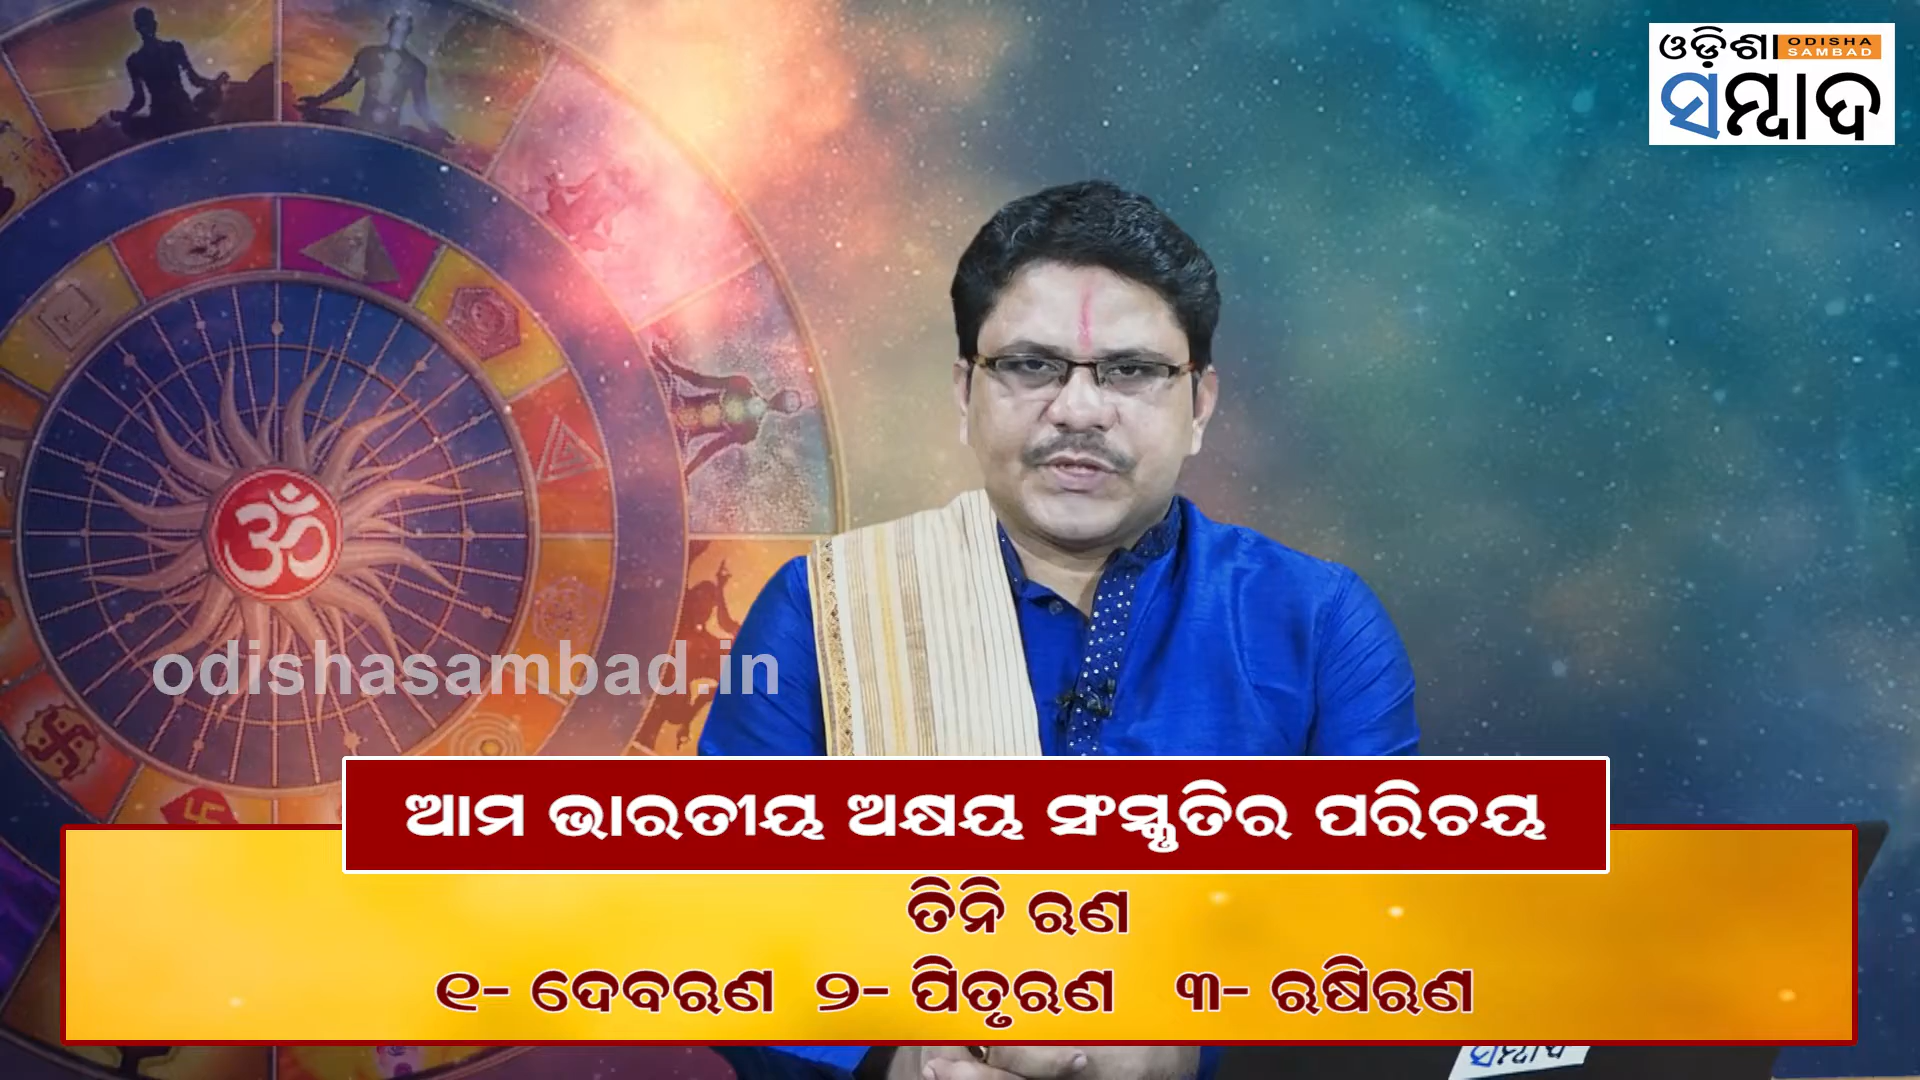 ଓଡ଼ିଶା ODISHA
SAMBAD
ସମ୍ବାଦ
ॐ
odishasambad.in
ଆମ ଭାରତୀୟ ଅକ୍ଷୟ ସଂସ୍କୃତିର ପରିଚୟ
ତିନି ଋଣ
୧- ଦେବଋଣ ୨- ପିତୃଋଣ ୩- ଋଷିଋଣ
ସମ୍ବାଦ